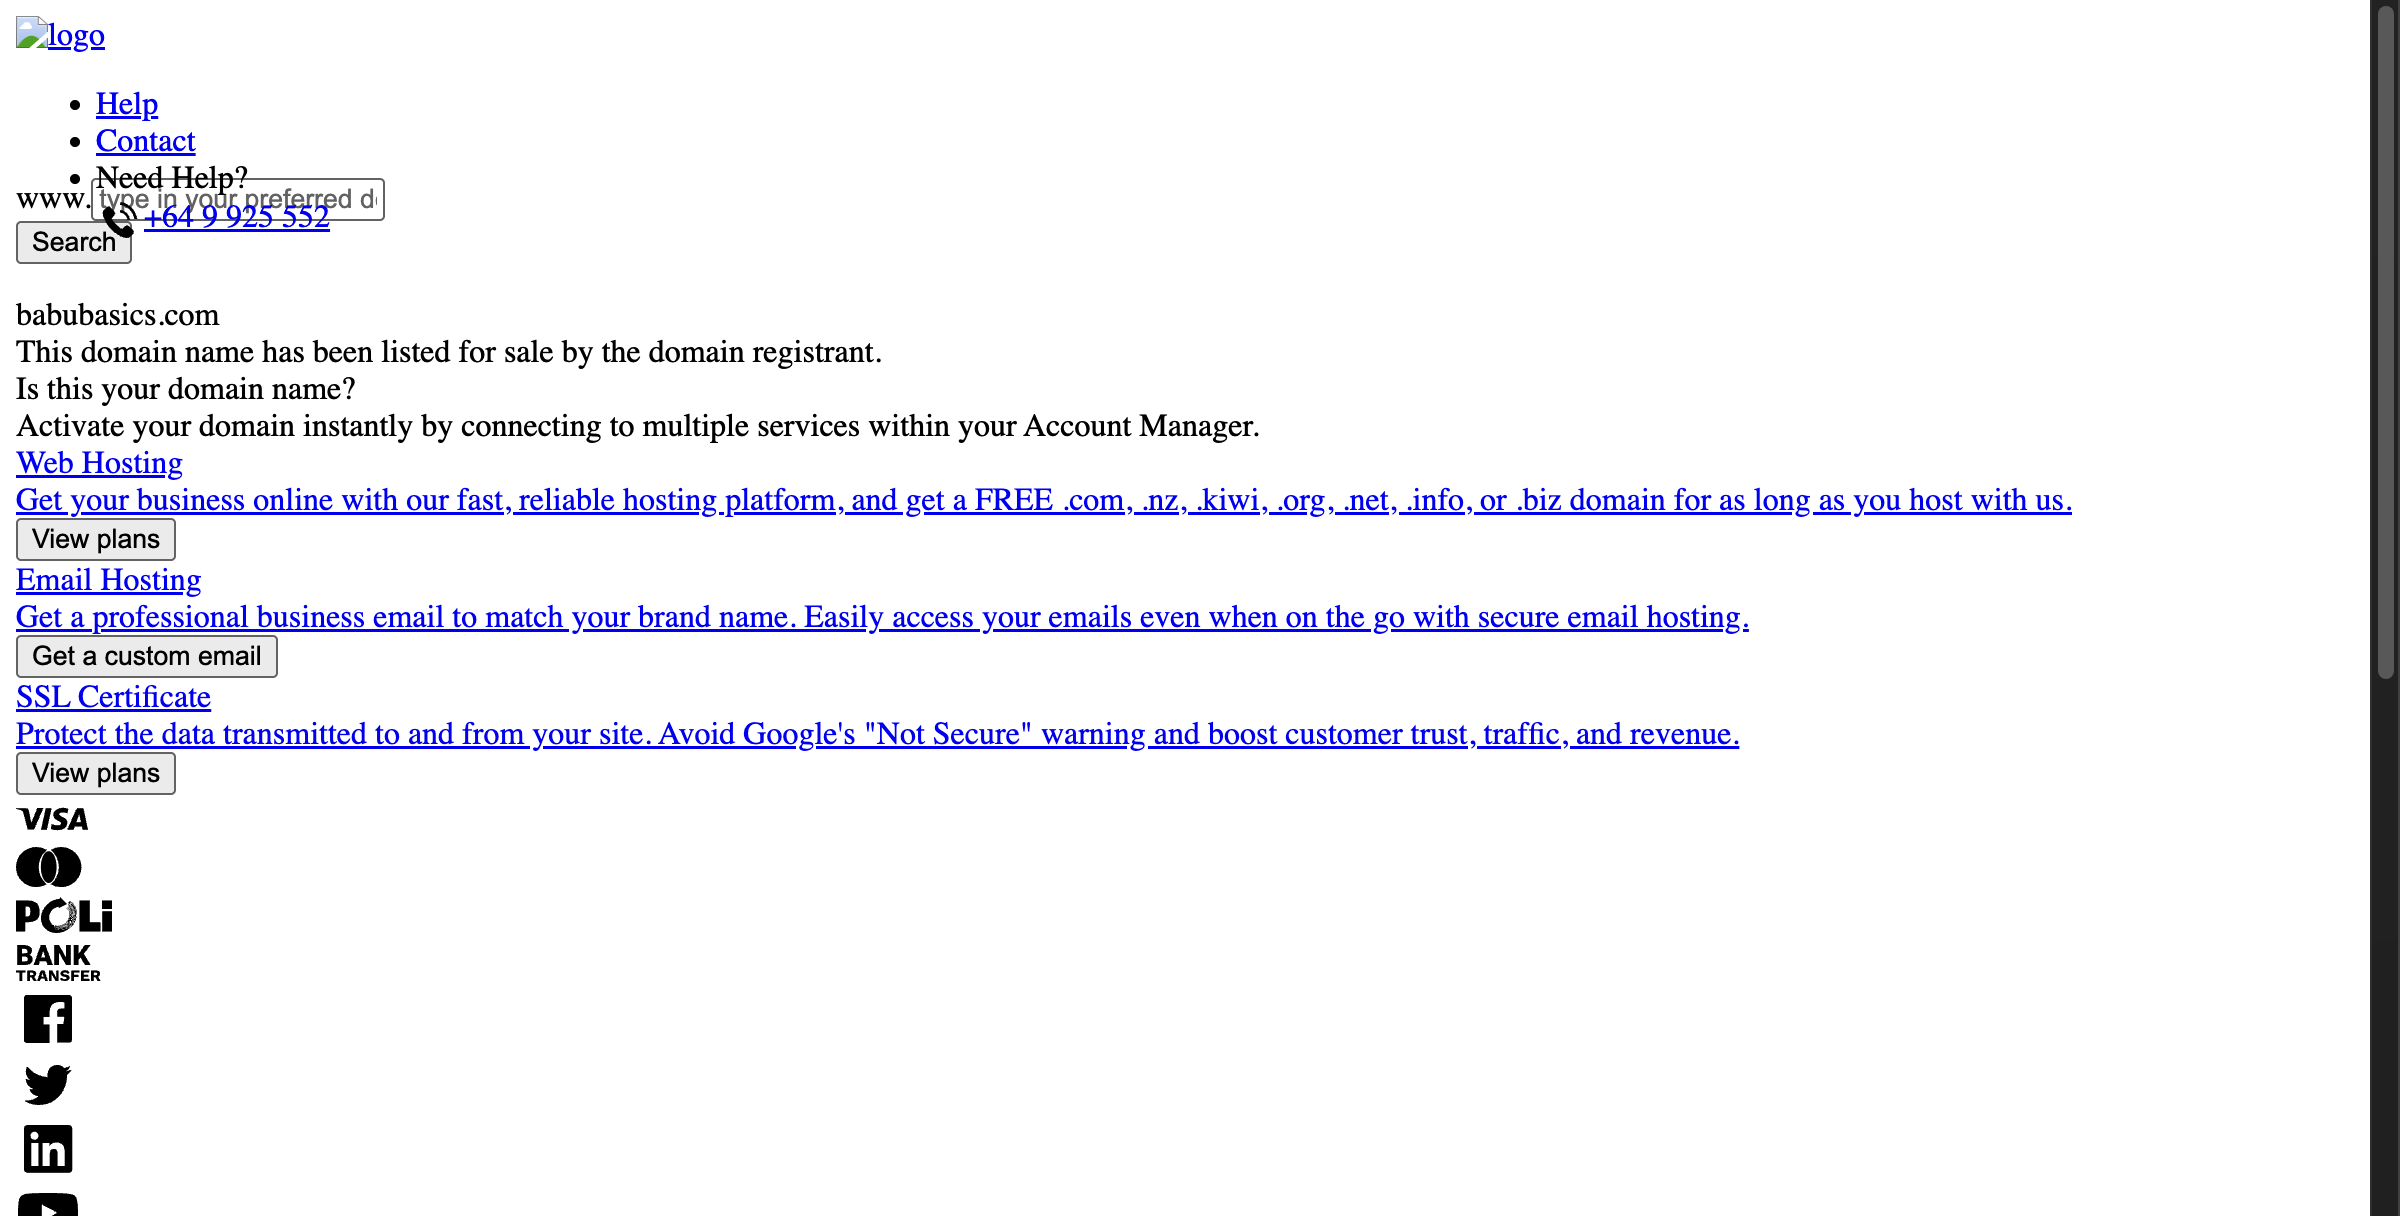 logo
Help
Contact
Need Help?
www. type in your preferred d
+64 9 925 552
Search
babubasics.com
This domain name has been listed for sale by the domain registrant.
Is this your domain name?
Activate your domain instantly by connecting to multiple services within your Account Manager.
Web Hosting
Get your business online with our fast, reliable hosting platform, and get a FREE .com, .nz, .kiwi, .org, .net, .info, or .biz domain for as long as you host with us.
View plans
Email Hosting
Get a professional business email to match your brand name. Easily access your emails even when on the go with secure email hosting.
Get a custom email
SSL Certificate
Protect the data transmitted to and from your site. Avoid Google's "Not Secure" warning and boost customer trust, traffic, and revenue.
View plans
VISA
POLi
BANK
TRANSFER
f
in